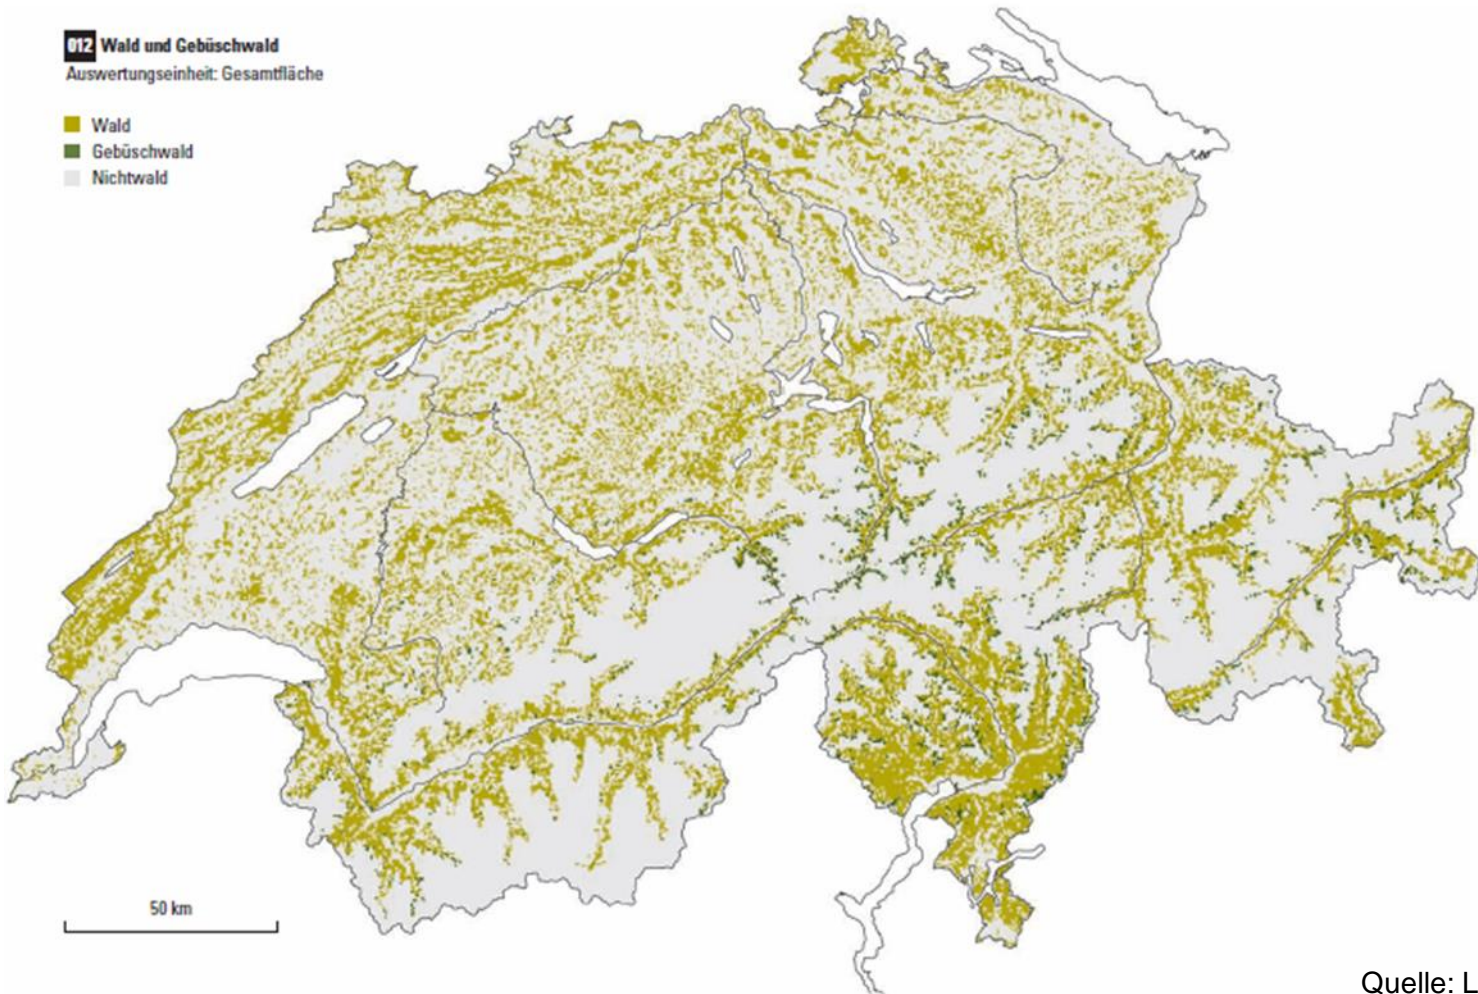 012 Wald und Gebüschwald
Auswertungseinheit: Gesamtfläche
Wald
Gebüschwald
Nichtwald
50 km
Quelle: L